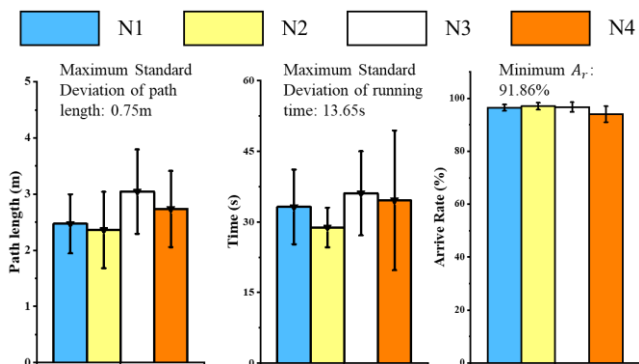 N1 N2 N3 N4
Maximum Standard
Deviation of path
length: 0.75m
5
4
3
2
1
0
Path length (m)
Maximum Standard
Deviation of running
time: 13.65s
60
45
30
15
0
Time (s)
Minimum Aᵣ:
91.86%
100
80
60
40
20
0
Arrive Rate (%)